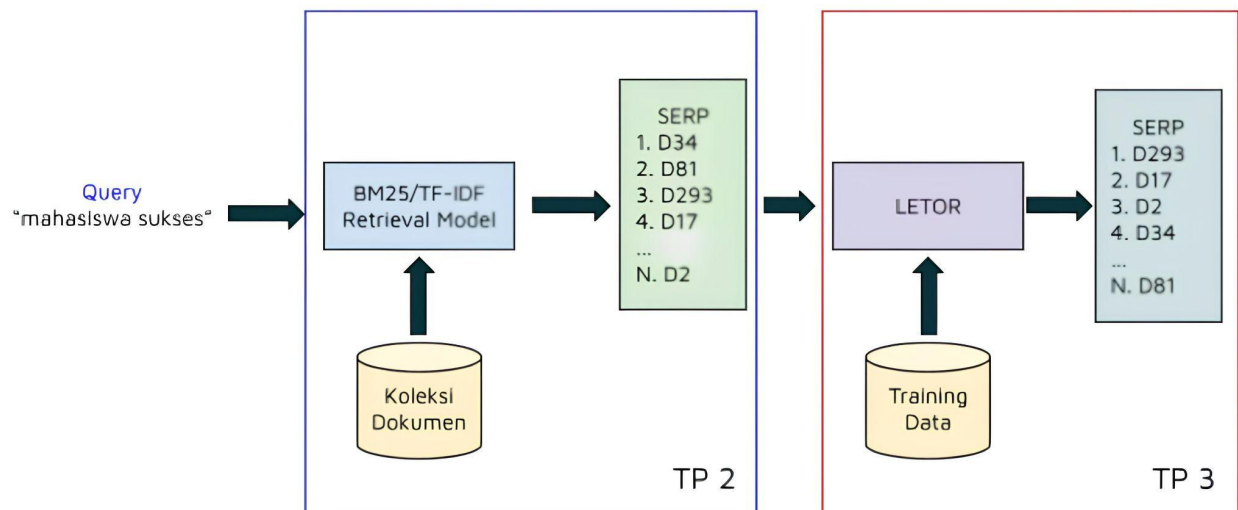 Query
"mahasiswa sukses"
BM25/TF-IDF
Retrieval Model
Koleksi
Dokumen
SERP
1. D34
2. D81
3. D293
4. D17
...
N. D2
TP 2
LETOR
Training
Data
SERP
1. D293
2. D17
3. D2
4. D34
...
N. D81
TP 3